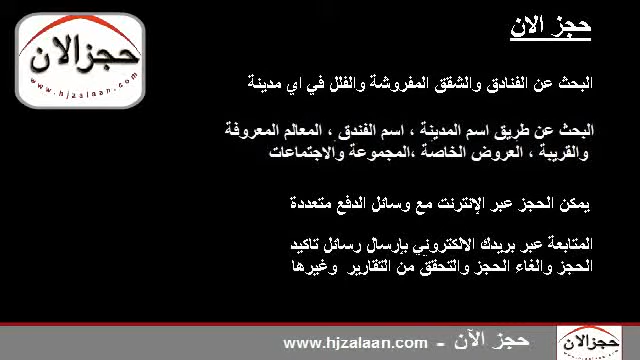 حجز الان
حجزالان
www.hjzalaan.com
البحث عن الفنادق والشقق المفروشة والفلل في اي مدينة
البحث عن طريق اسم المدينة ، اسم الفندق ، المعالم المعروفة
والقريبة ، العروض الخاصة ،المجموعة والاجتماعات
يمكن الحجز عبر الإنترنت مع وسائل الدفع متعددة
المتابعة عبر بريدك الالكتروني بإرسال رسائل تاكيد
الحجز والغاء الحجز والتحقق من التقارير وغيرها
حجز الآن - www.hjzalaan.com
حجزالان